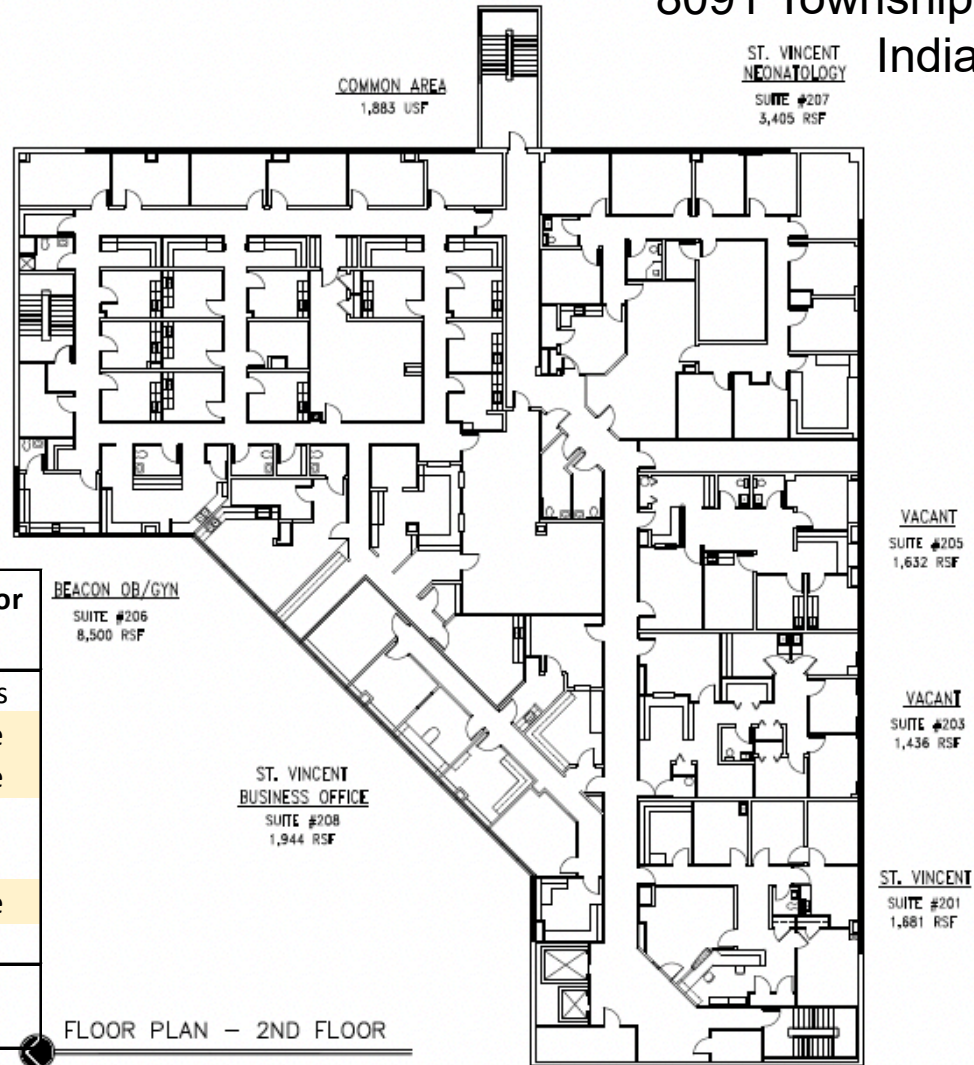 8091 Township
India
ST. VINCENT
NEONATOLOGY
SUITE #207
3,405 RSF
COMMON AREA
1,883 USF
VACANT
SUITE #205
1,632 RSF
BEACON OB/GYN
SUITE #206
8,500 RSF
or
s
e
e
e
VACANT
SUITE #203
1,436 RSF
ST. VINCENT
BUSINESS OFFICE
SUITE #208
1,944 RSF
ST. VINCENT
SUITE #201
1,681 RSF
FLOOR PLAN – 2ND FLOOR